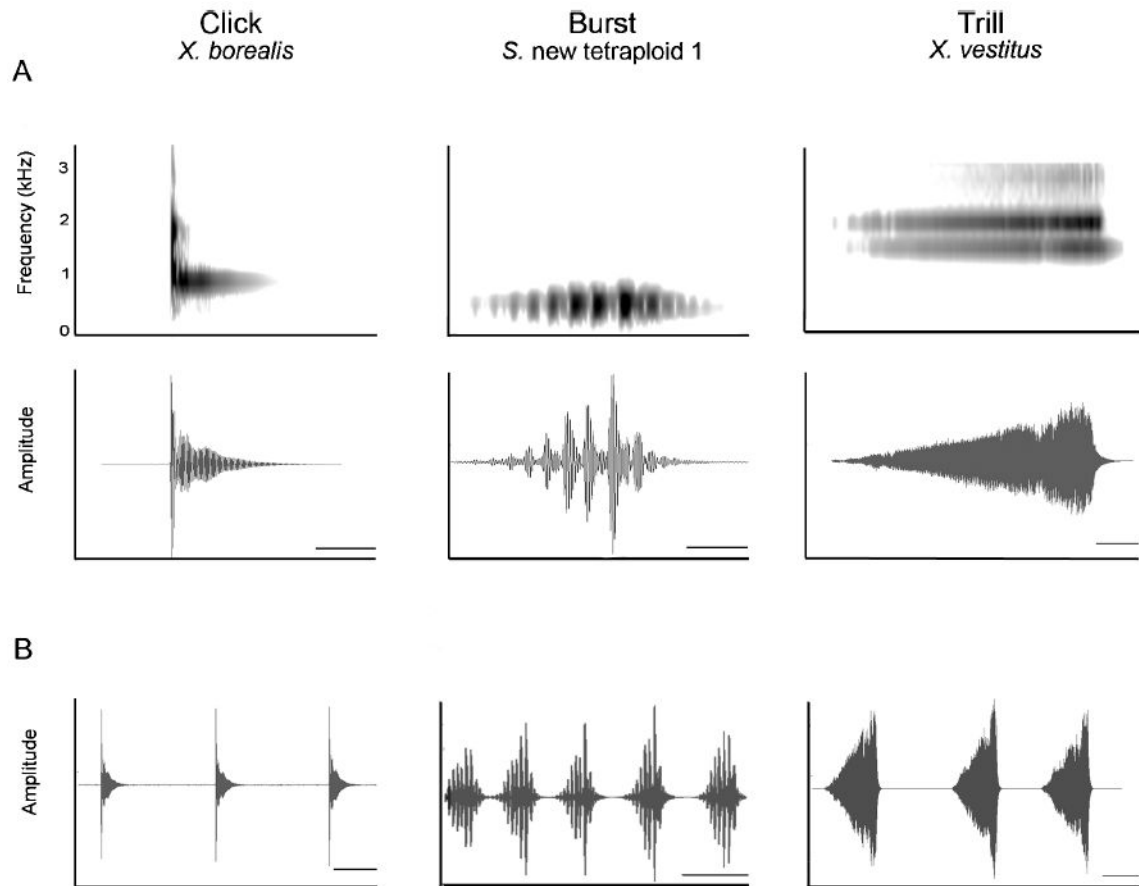 Click
X. borealis
Burst
S. new tetraploid 1
Trill
X. vestitus
A
Frequency (kHz)
3
2
1
0
Amplitude
B
Amplitude